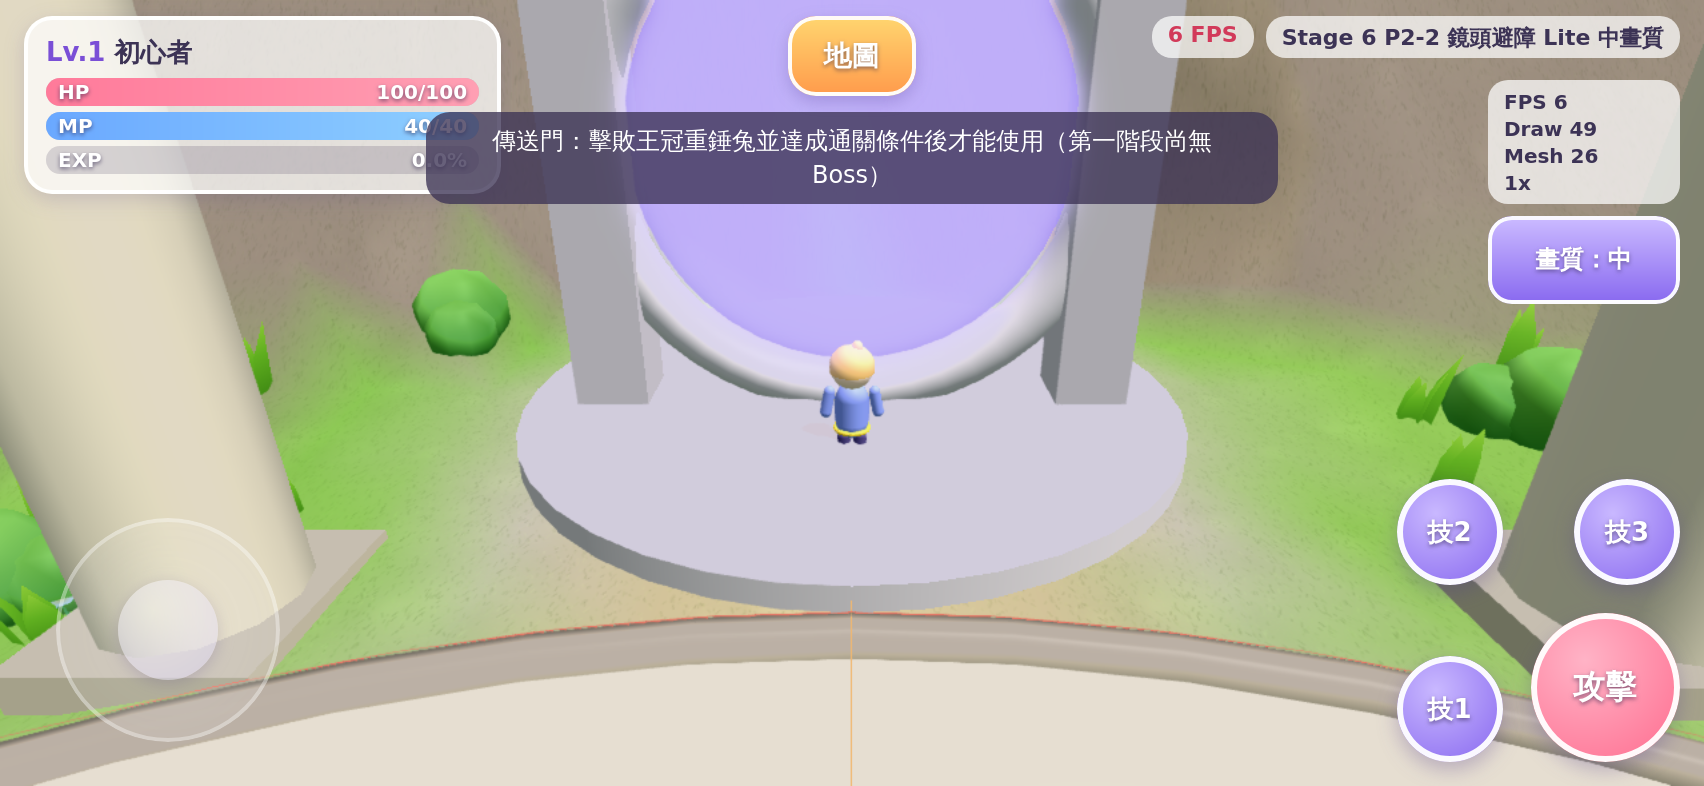 Lv.1 初心者
HP 100/100
MP 40/40
EXP 0.0%
地圖
6 FPS
Stage 6 P2-2 鏡頭避障 Lite 中畫質
傳送門：擊敗王冠重錘兔並達成通關條件後才能使用（第一階段尚無
Boss）
FPS 6
Draw 49
Mesh 26
1x
畫質：中
技2
技3
技1
攻擊